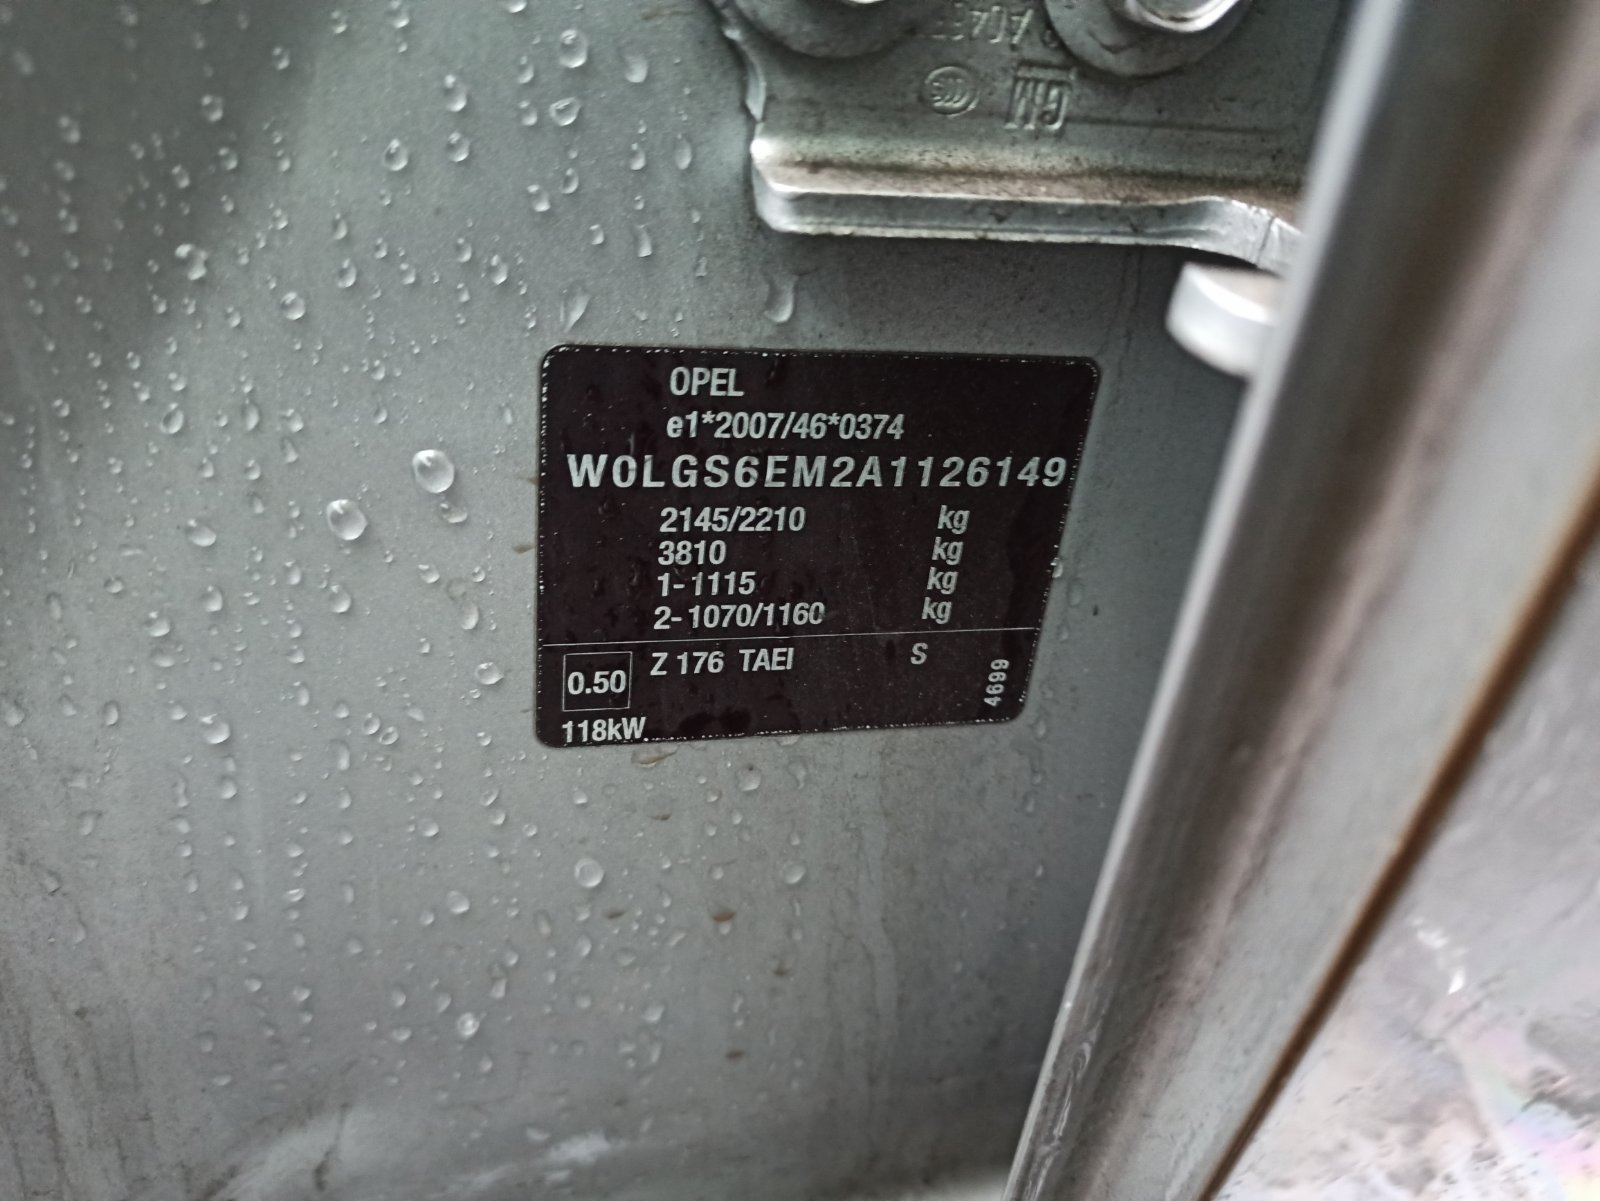 GM
OPEL
e1*2007/46*0374
W0LGS6EM2A1126149
2145/2210 kg
3810 kg
1-1115 kg
2-1070/1160 kg
0.50 Z 176 TAEI S
4699
118kW